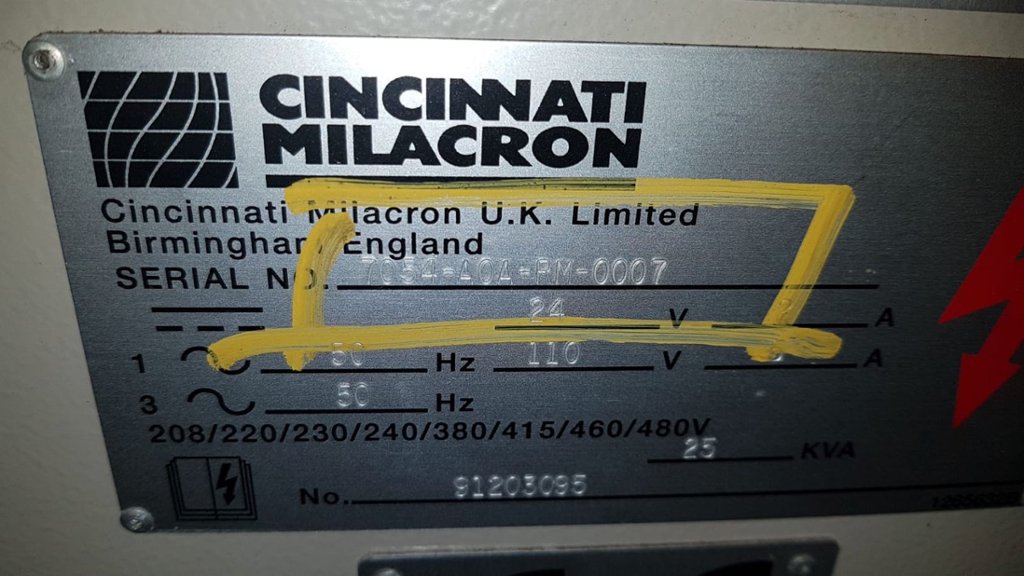 CINCINNATI
MILACRON
Cincinnati Milacron U.K. Limited
Birmingham England
SERIAL NO. 7054-A0A-PM-0007
24 V A
1 50 Hz 110 V A
3 50 Hz
208/220/230/240/380/415/460/480V
25 KVA
No. 91203095